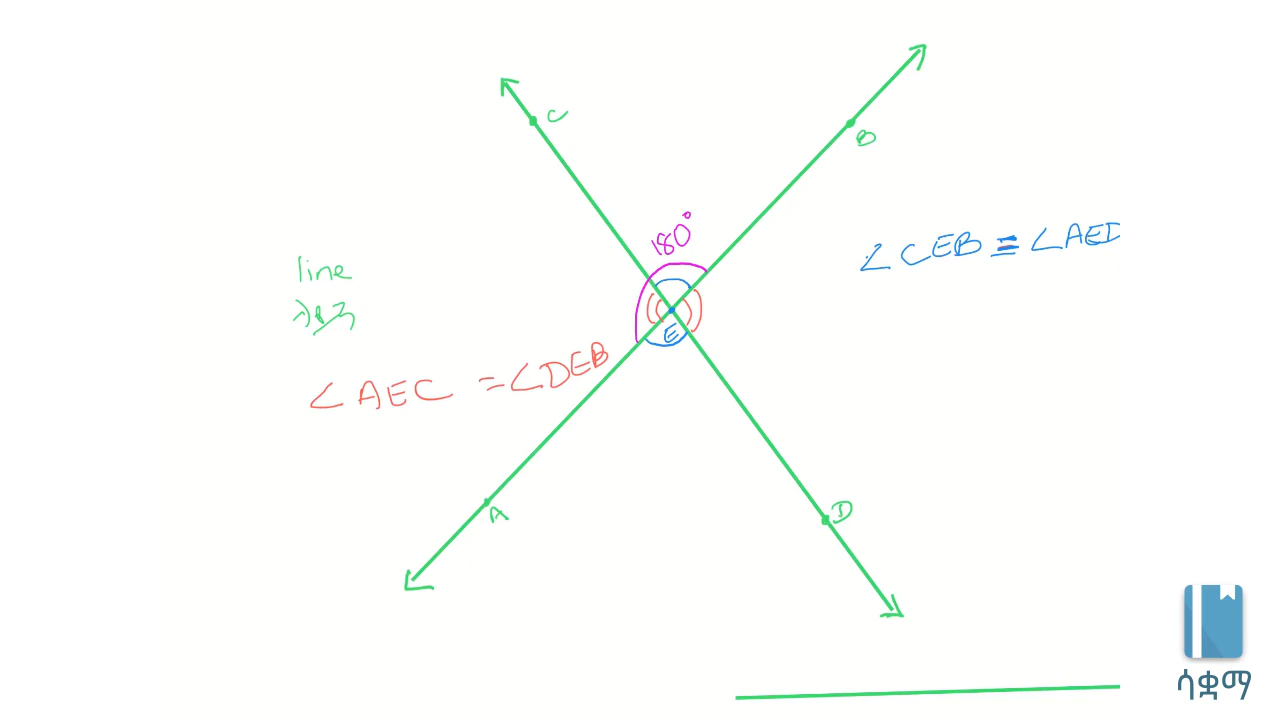 C
B
180°
∠CEB ≡ ∠AED
line
E
∠AEC = ∠DEB
A
D
ሳቋማ